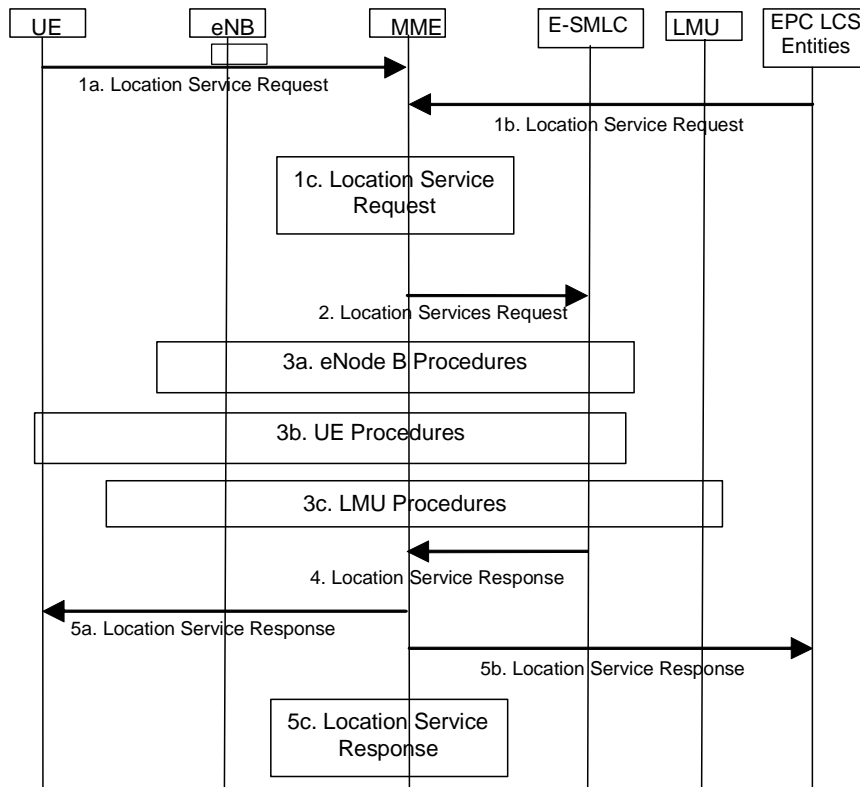 UE
eNB
MME
E-SMLC
LMU
EPC LCS
Entities
1a. Location Service Request
1b. Location Service Request
1c. Location Service
Request
2. Location Services Request
3a. eNode B Procedures
3b. UE Procedures
3c. LMU Procedures
4. Location Service Response
5a. Location Service Response
5b. Location Service Response
5c. Location Service
Response